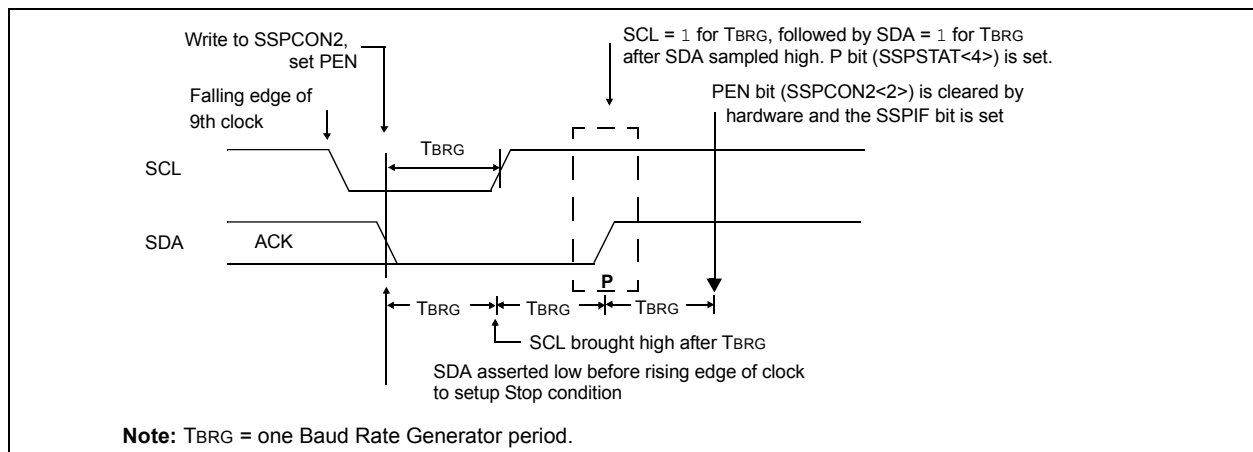 Write to SSPCON2,
set PEN
SCL = 1 for TBRG, followed by SDA = 1 for TBRG
after SDA sampled high. P bit (SSPSTAT<4>) is set.
Falling edge of
9th clock
PEN bit (SSPCON2<2>) is cleared by
hardware and the SSPIF bit is set
TBRG
SCL
SDA
ACK
P
TBRG
TBRG
TBRG
SCL brought high after TBRG
SDA asserted low before rising edge of clock
to setup Stop condition
Note: TBRG = one Baud Rate Generator period.